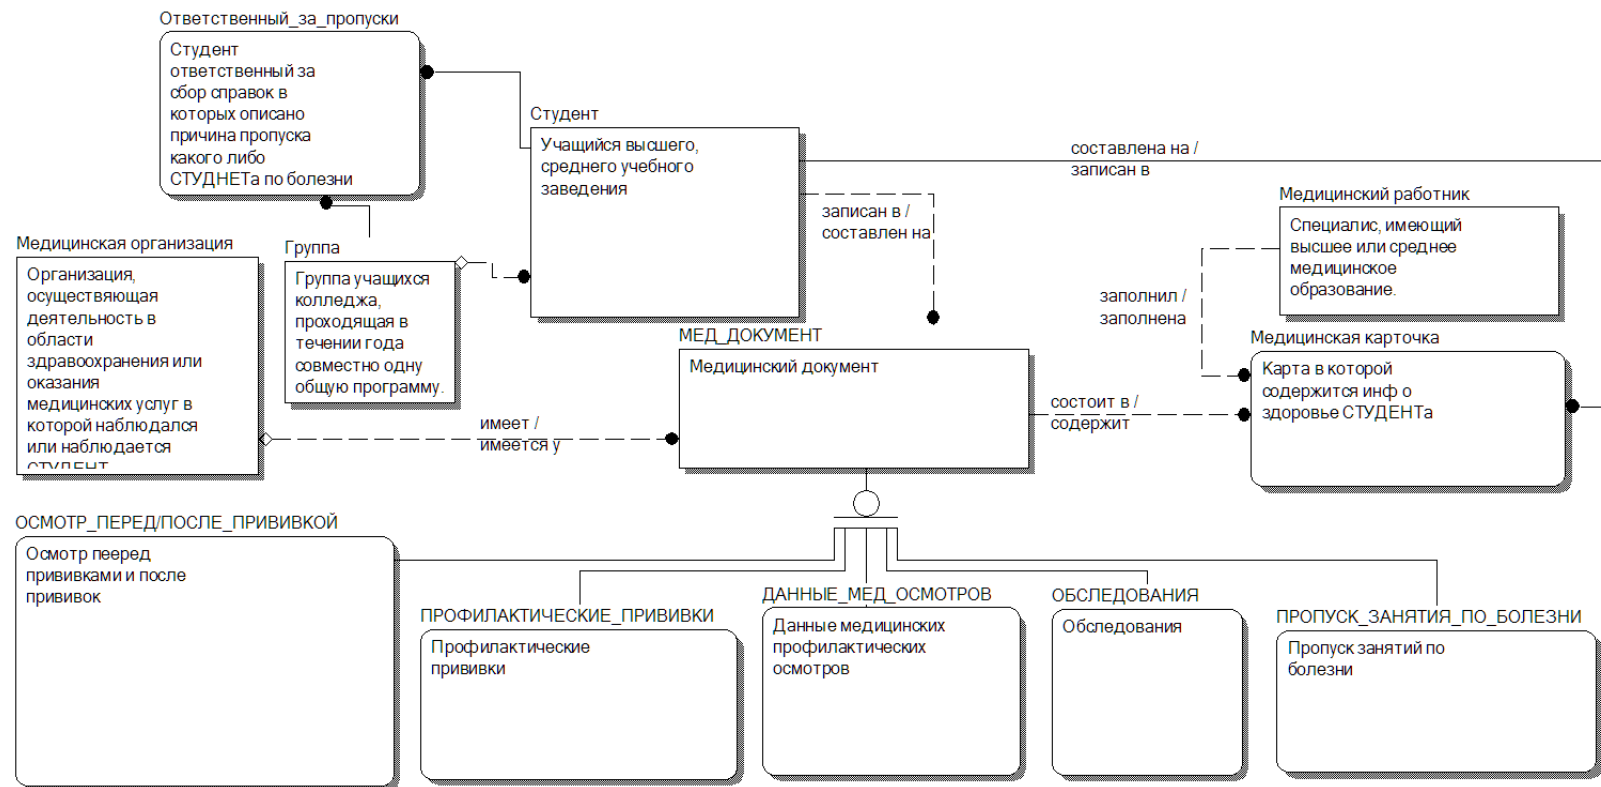 Ответственный_за_пропуски
Студент
ответственный за
сбор справок в
которых описано
причина пропуска
какого либо
СТУДНЕТа по болезни
Студент
Учащийся высшего,
среднего учебного
заведения
составлена на /
записан в
записан в /
составлен на
Медицинский работник
Специалис, имеющий
высшее или среднее
медицинское
образование.
Медицинская организация
Организация,
осуществяющая
деятельность в
области
здравоохранения или
оказания
медицинских услуг в
которой наблюдался
или наблюдается
СТУДЕНТ
Группа
Группа учащихся
колледжа,
проходящая в
течении года
совместно одну
общую программу.
заполнил /
заполнена
МЕД_ДОКУМЕНТ
Медицинский документ
Медицинская карточка
Карта в которой
содержится инф о
здоровье СТУДЕНТа
имеет /
имеется у
состоит в /
содержит
ОСМОТР_ПЕРЕД/ПОСЛЕ_ПРИВИВКОЙ
Осмотр пееред
прививками и после
прививок
ПРОФИЛАКТИЧЕСКИЕ_ПРИВИВКИ
Профилактические
прививки
ДАННЫЕ_МЕД_ОСМОТРОВ
Данные медицинских
профилактических
осмотров
ОБСЛЕДОВАНИЯ
Обследования
ПРОПУСК_ЗАНЯТИЯ_ПО_БОЛЕЗНИ
Пропуск занятий по
болезни